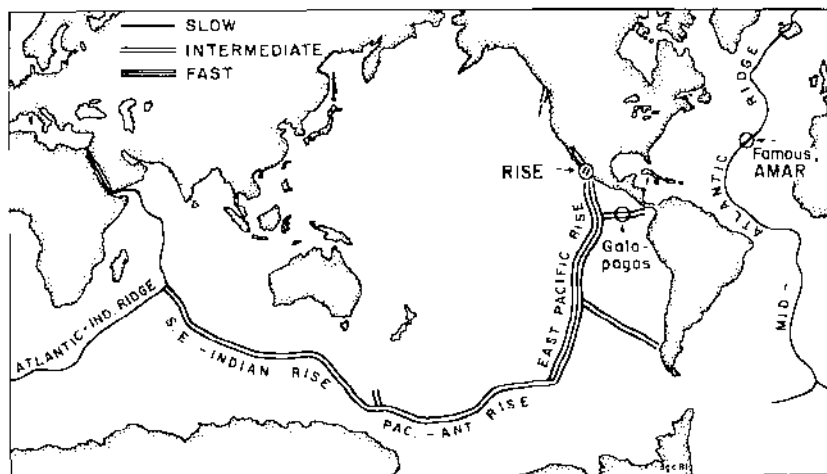 SLOW
INTERMEDIATE
FAST
RISE
Famous,
AMAR
Gala-
pagos
MID-
ATLANTIC
RIDGE
EAST PACIFIC RISE
ATLANTIC-IND. RIDGE
S.E. - INDIAN RISE
PAC. - ANT RISE